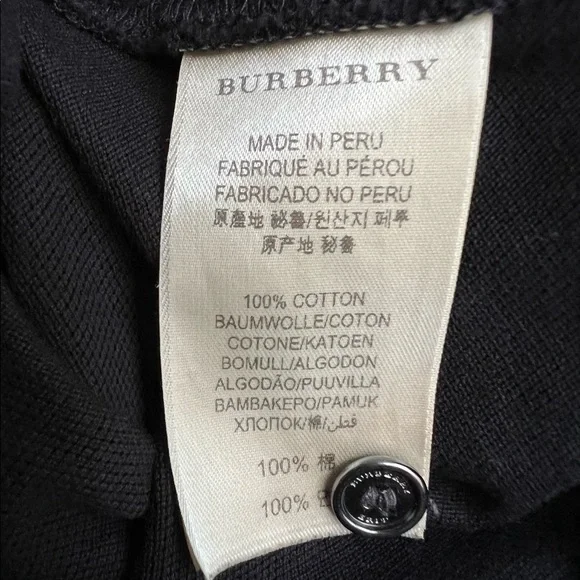 BURBERRY
MADE IN PERU
FABRIQUÉ AU PÉROU
FABRICADO NO PERU
原產地 秘魯/원산지 페루
原产地 秘鲁
100% COTTON
BAUMWOLLE/COTON
COTONE/KATOEN
BOMULL/ALGODON
ALGODÃO/PUUVILLA
BAMBAKEPO/PAMUK
ХЛОПОК/棉/قطن
100% 棉
100%